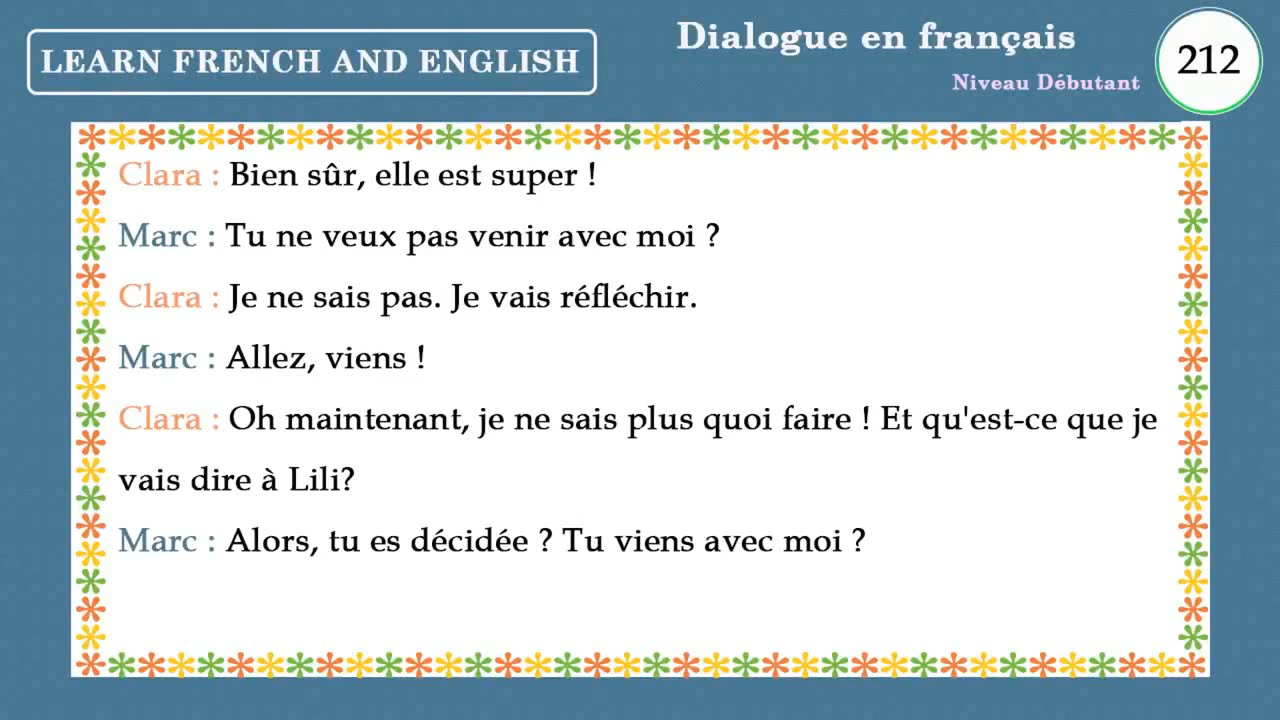 LEARN FRENCH AND ENGLISH
Dialogue en français
Niveau Débutant
212
Clara : Bien sûr, elle est super !
Marc : Tu ne veux pas venir avec moi ?
Clara : Je ne sais pas. Je vais réfléchir.
Marc : Allez, viens !
Clara : Oh maintenant, je ne sais plus quoi faire ! Et qu'est-ce que je
vais dire à Lili?
Marc : Alors, tu es décidée ? Tu viens avec moi ?